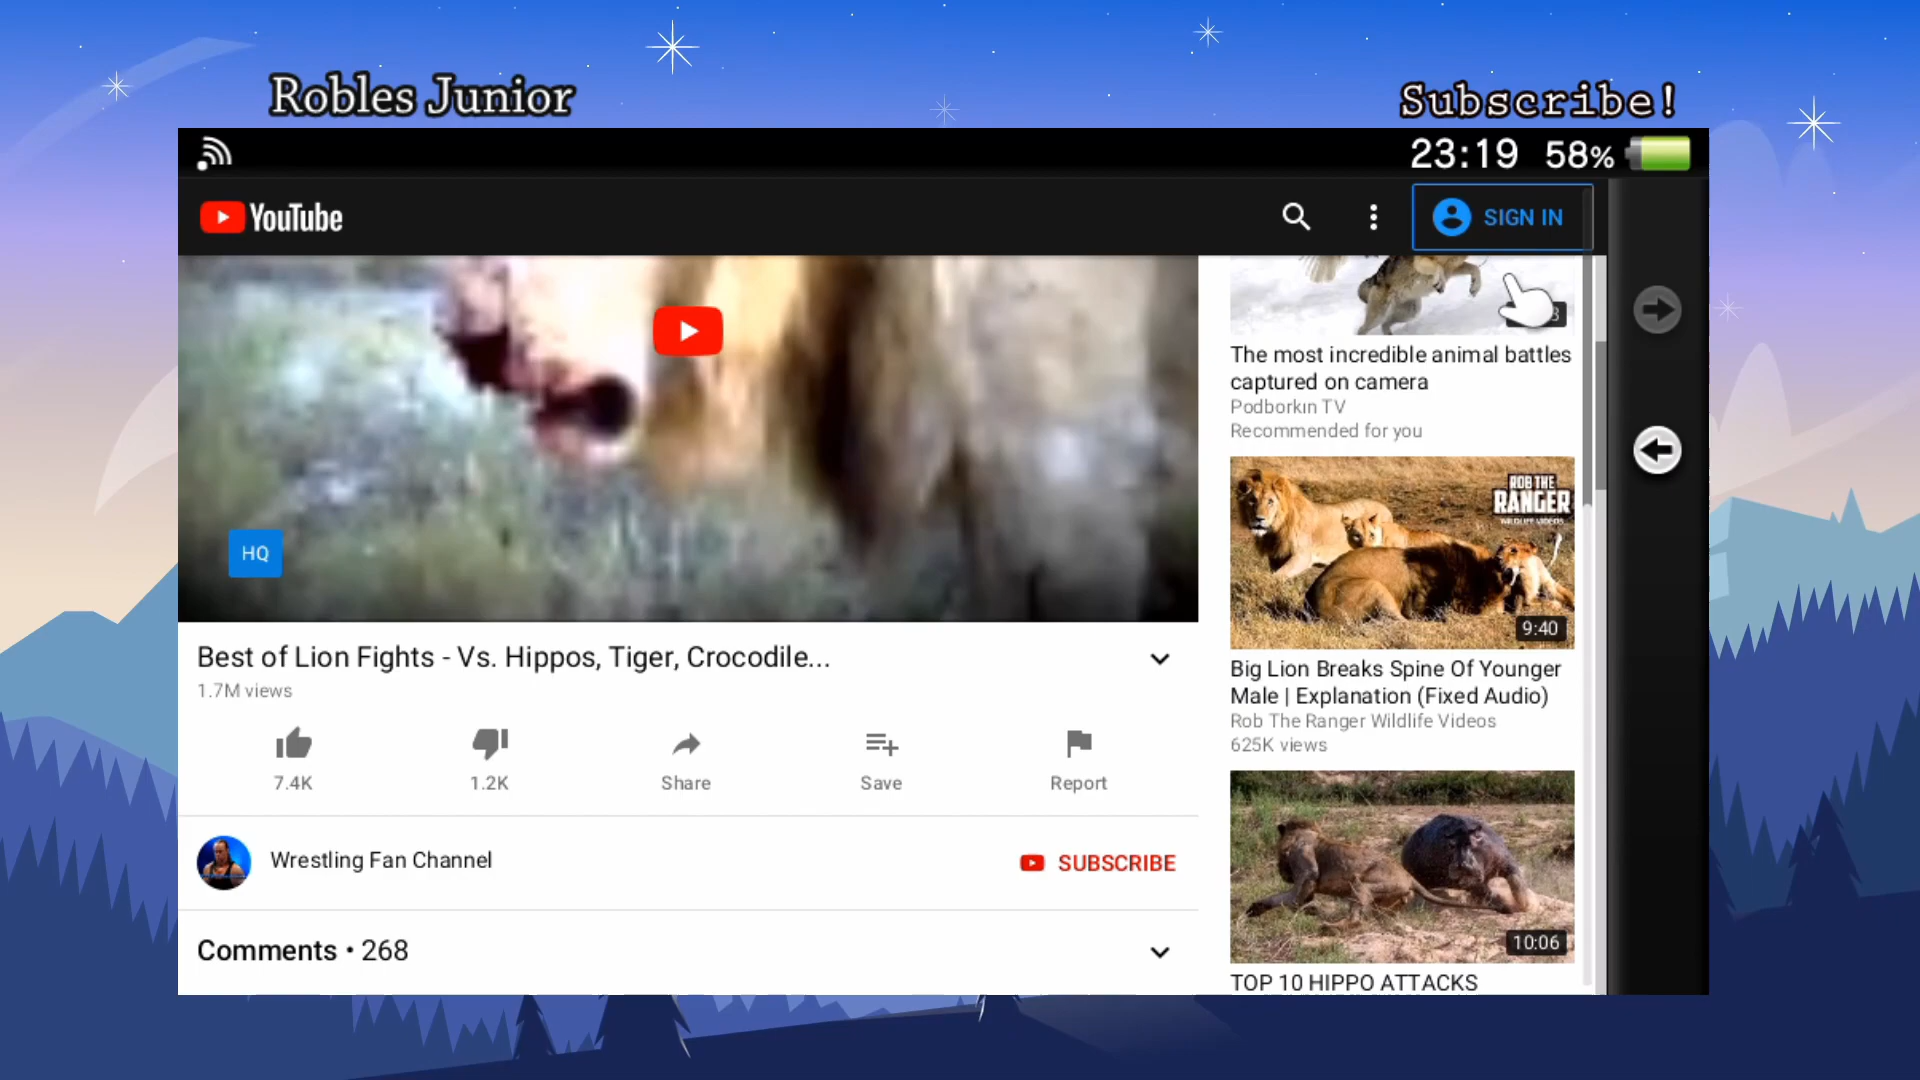 Robles Junior
Subscribe!
23:19 58%
YouTube
SIGN IN
HQ
Best of Lion Fights - Vs. Hippos, Tiger, Crocodile...
1.7M views
7.4K
1.2K
Share
Save
Report
Wrestling Fan Channel
SUBSCRIBE
Comments • 268
The most incredible animal battles
captured on camera
Podborkin TV
Recommended for you
ROB THE
RANGER
WILDLIFE VIDEOS
9:40
Big Lion Breaks Spine Of Younger
Male | Explanation (Fixed Audio)
Rob The Ranger Wildlife Videos
625K views
10:06
TOP 10 HIPPO ATTACKS